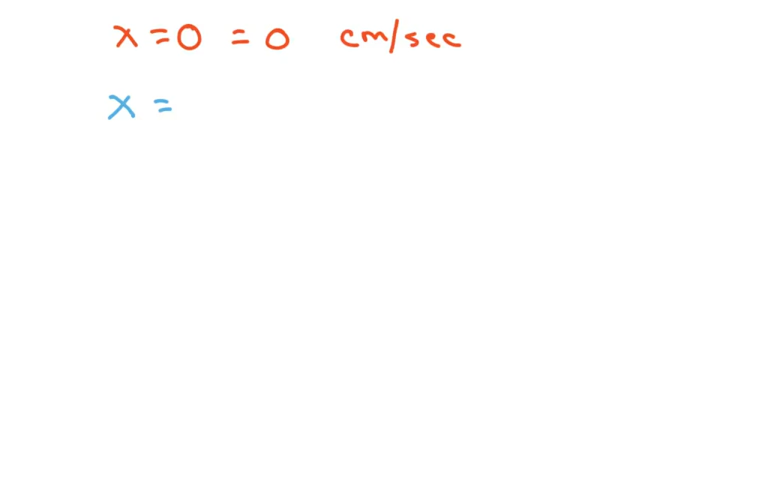 x = 0 = 0 cm/sec
x =